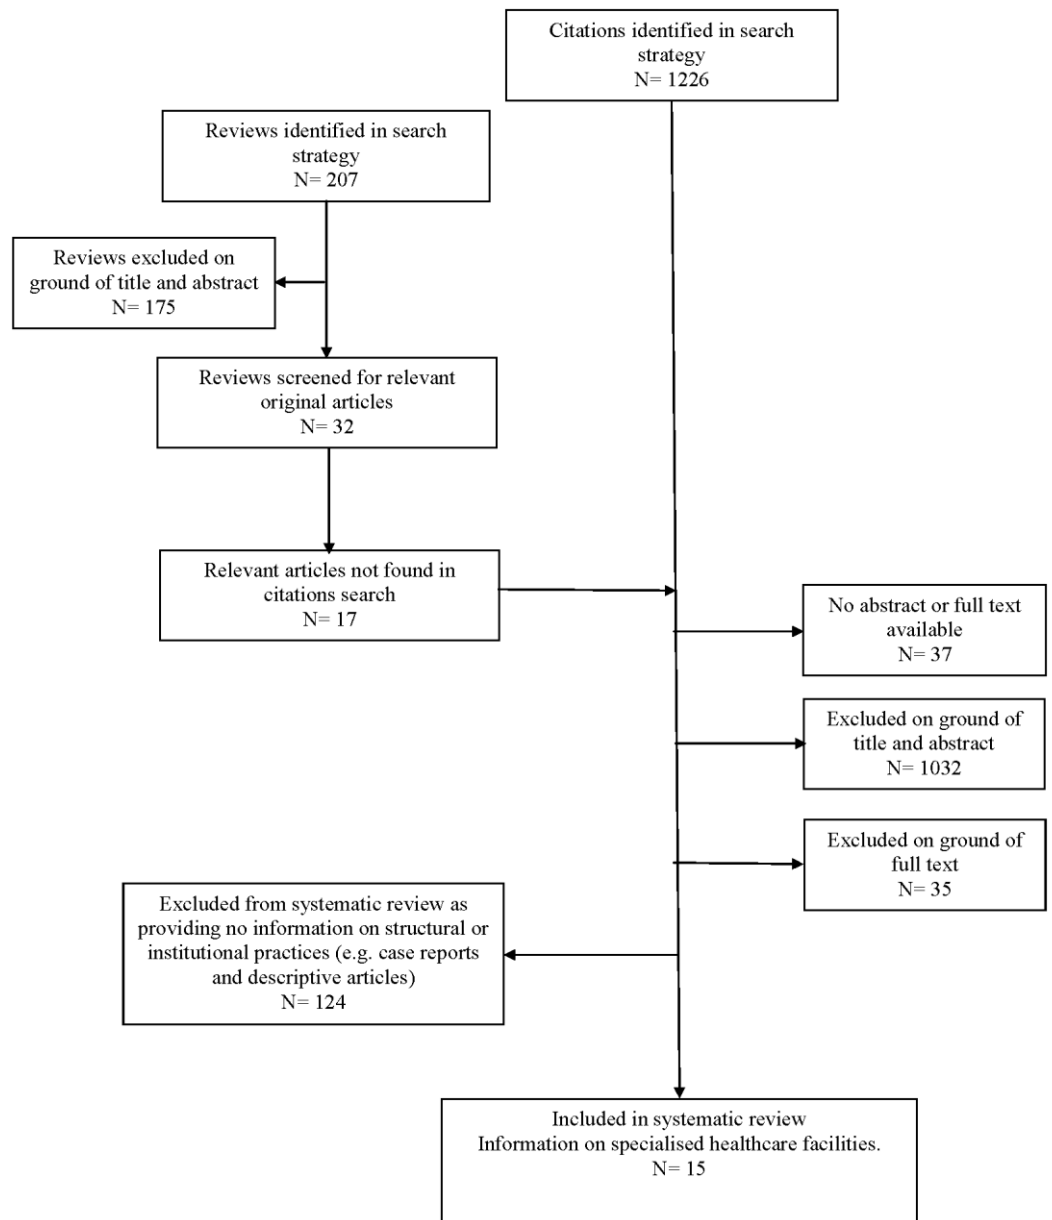 Citations identified in search
strategy
N= 1226
Reviews identified in search
strategy
N= 207
Reviews excluded on
ground of title and abstract
N= 175
Reviews screened for relevant
original articles
N= 32
Relevant articles not found in
citations search
N= 17
No abstract or full text
available
N= 37
Excluded on ground of
title and abstract
N= 1032
Excluded on ground of
full text
N= 35
Excluded from systematic review as
providing no information on structural or
institutional practices (e.g. case reports
and descriptive articles)
N= 124
Included in systematic review
Information on specialised healthcare facilities.
N= 15